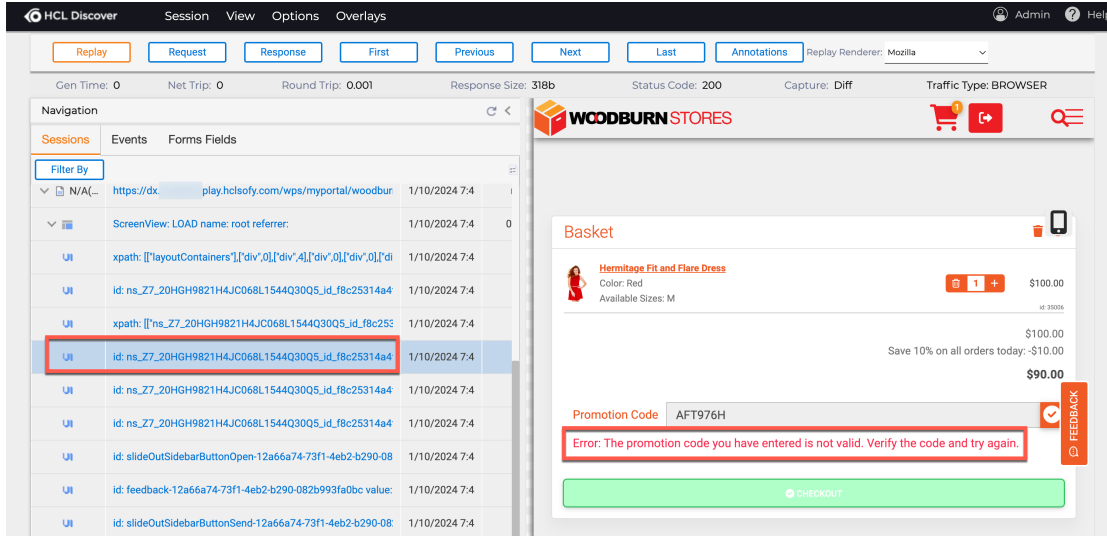 HCL Discover Session View Options Overlays Admin Help
Replay Request Response First Previous Next Last Annotations Replay Renderer: Mozilla
Gen Time: 0 Net Trip: 0 Round Trip: 0.001 Response Size: 318b Status Code: 200 Capture: Diff Traffic Type: BROWSER
Navigation
Sessions Events Forms Fields
Filter By
N/A(... https://dx. play.hclsofy.com/wps/myportal/woodbur 1/10/2024 7:4
ScreenView: LOAD name: root referrer: 1/10/2024 7:4 0
UI xpath: [["layoutContainers"],["div",0],["div",4],["div",0],["div",0],["di 1/10/2024 7:4
UI id: ns_Z7_20HGH9821H4JC068L1544Q30Q5_id_f8c25314a4 1/10/2024 7:4
UI xpath: [["ns_Z7_20HGH9821H4JC068L1544Q30Q5_id_f8c253 1/10/2024 7:4
UI id: ns_Z7_20HGH9821H4JC068L1544Q30Q5_id_f8c25314a4 1/10/2024 7:4
UI id: ns_Z7_20HGH9821H4JC068L1544Q30Q5_id_f8c25314a4 1/10/2024 7:4
UI id: ns_Z7_20HGH9821H4JC068L1544Q30Q5_id_f8c25314a4 1/10/2024 7:4
UI id: slideOutSidebarButtonOpen-12a66a74-73f1-4eb2-b290-08 1/10/2024 7:4
UI id: feedback-12a66a74-73f1-4eb2-b290-082b993fa0bc value: 1/10/2024 7:4
UI id: slideOutSidebarButtonSend-12a66a74-73f1-4eb2-b290-08 1/10/2024 7:4
WOODBURN STORES 1
Basket
Hermitage Fit and Flare Dress
Color: Red 1 + $100.00
Available Sizes: M
id: 35006
$100.00
Save 10% on all orders today: -$10.00
$90.00
Promotion Code AFT976H
Error: The promotion code you have entered is not valid. Verify the code and try again.
CHECKOUT
FEEDBACK